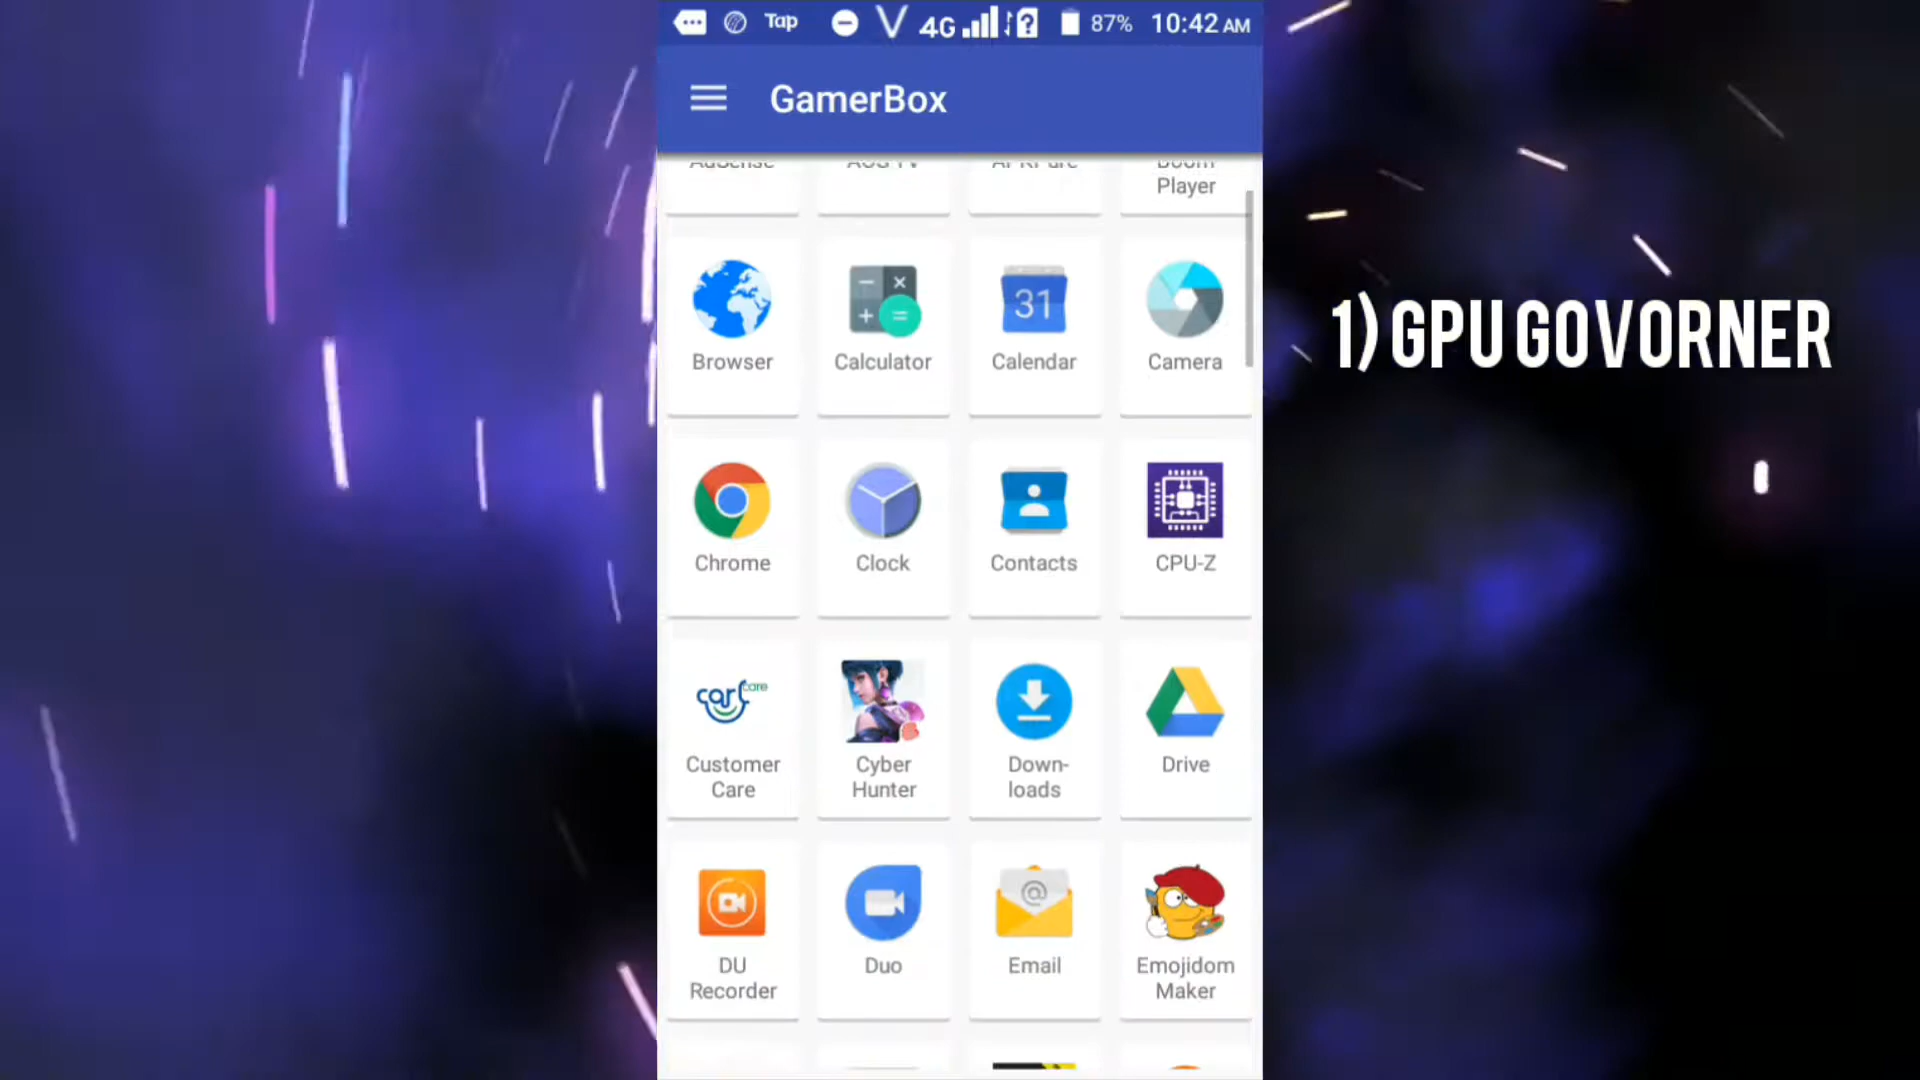 Tap 4G 87% 10:42 AM
GamerBox
Player
1) GPU GOVORNER
Browser Calculator 31 Calendar Camera
Chrome Clock Contacts CPU-Z
carlcare
Customer Cyber Down- Drive
Care Hunter loads
DU Duo Email Emojidom
Recorder Maker